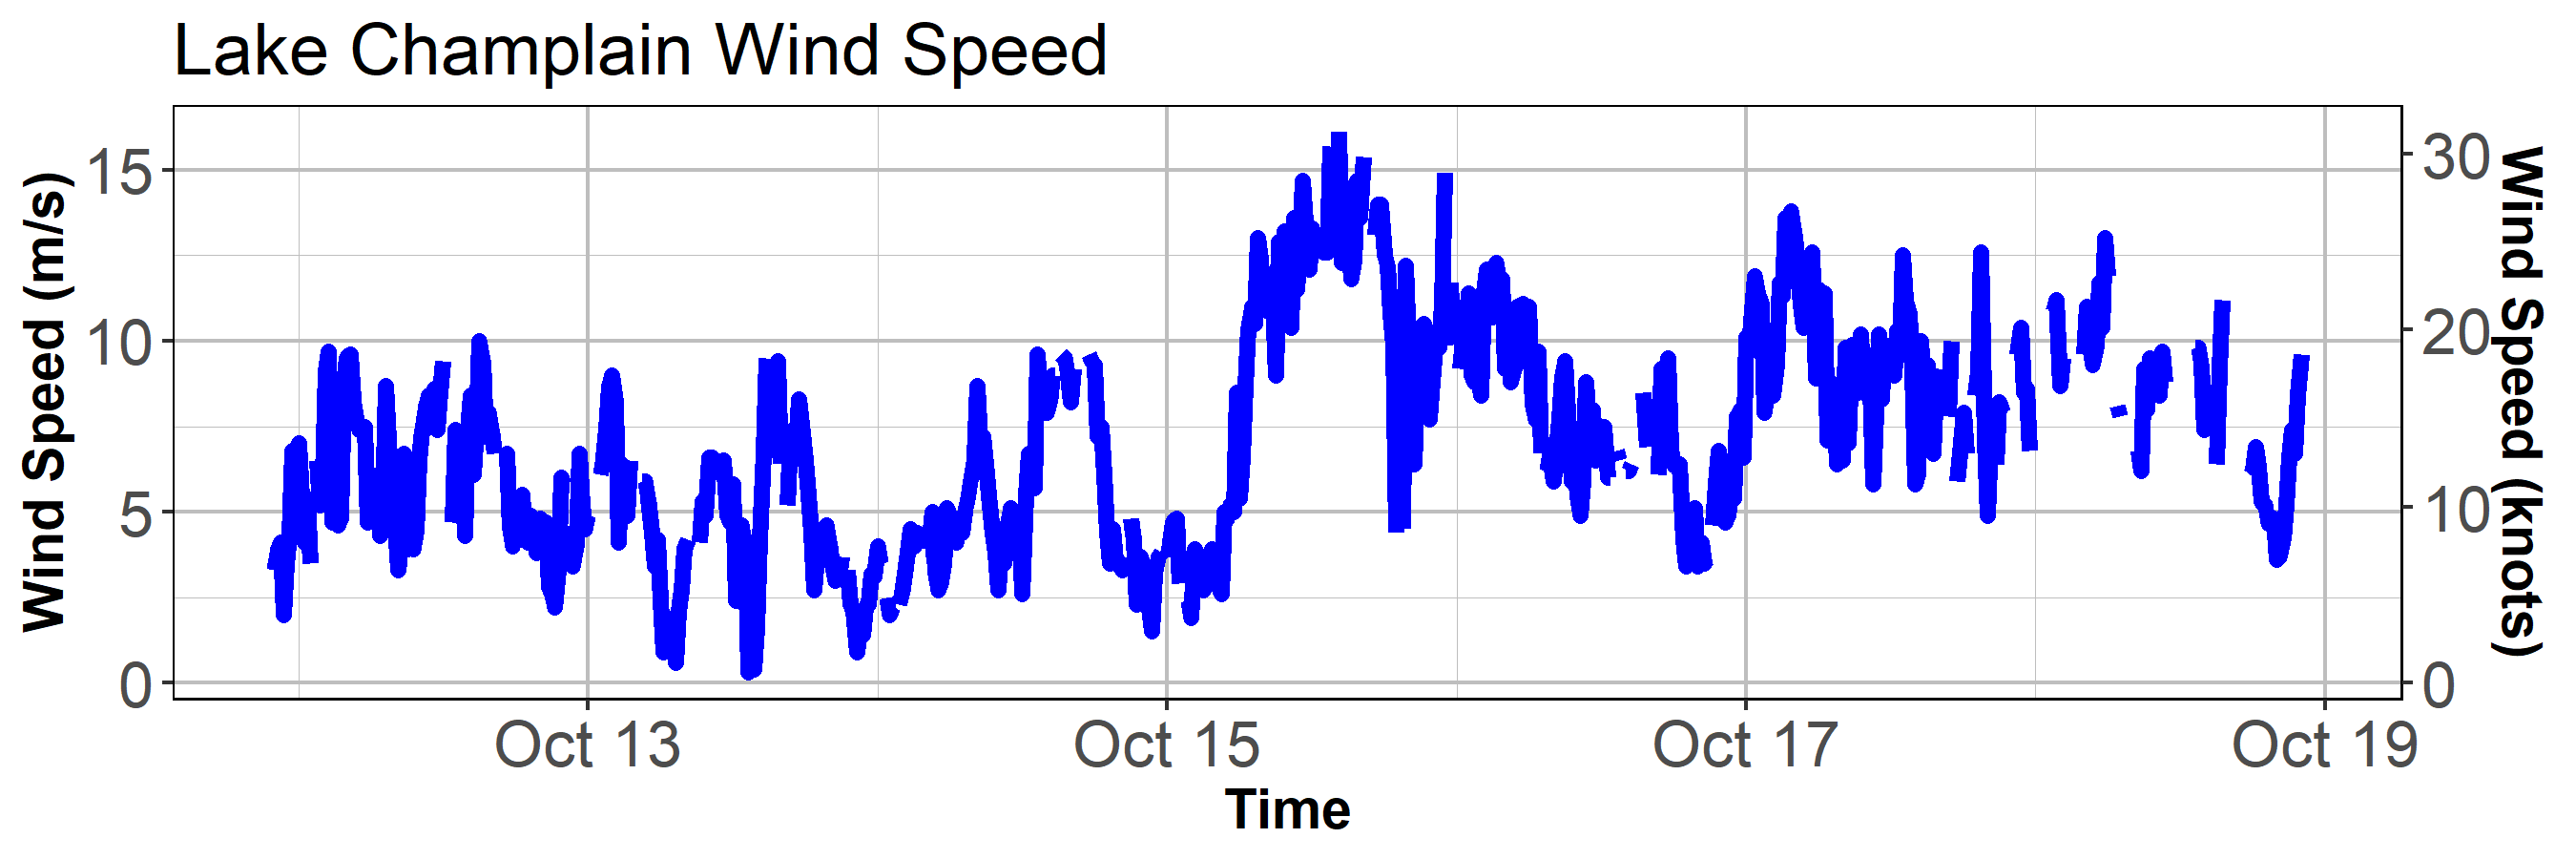 Lake Champlain Wind Speed
Wind Speed (m/s)
15
10
5
0
30
20
10
0
Wind Speed (knots)
Oct 13
Oct 15
Oct 17
Oct 19
Time